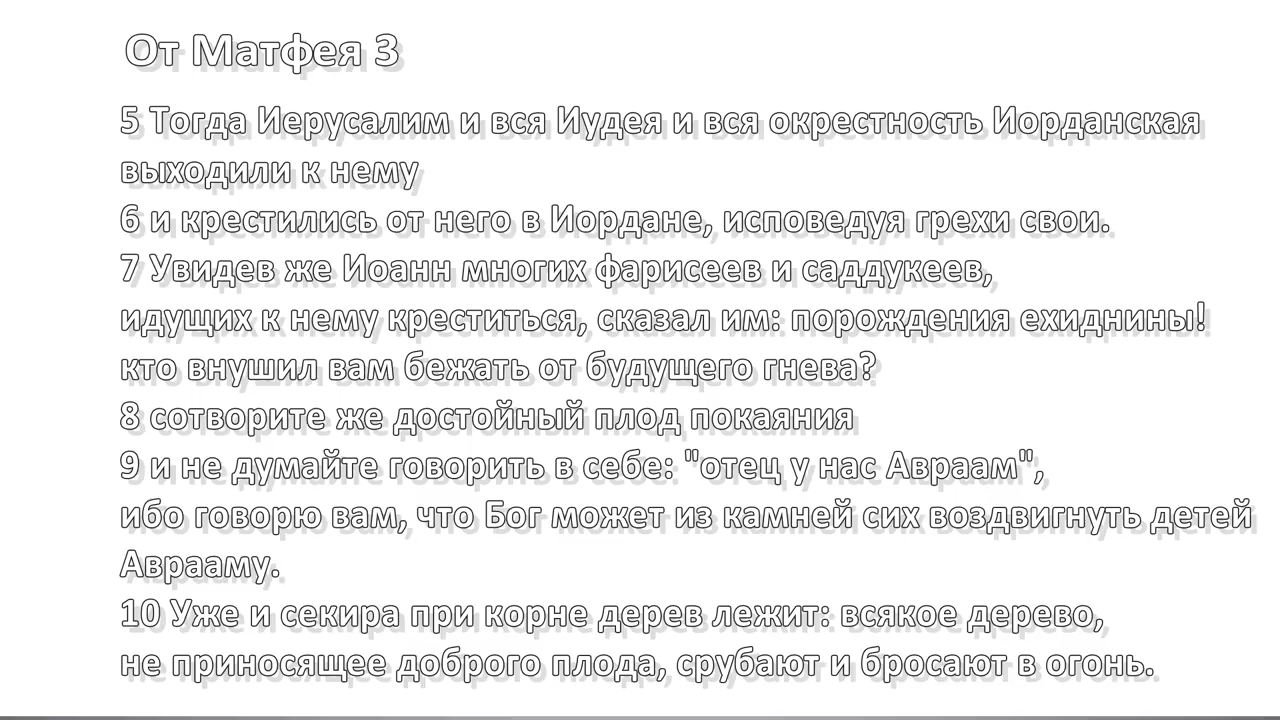 От Матфея 3
5 Тогда Иерусалим и вся Иудея и вся окрестность Иорданская
выходили к нему
6 и крестились от него в Иордане, исповедуя грехи свои.
7 Увидев же Иоанн многих фарисеев и саддукеев,
идущих к нему креститься, сказал им: порождения ехиднины!
кто внушил вам бежать от будущего гнева?
8 сотворите же достойный плод покаяния
9 и не думайте говорить в себе: "отец у нас Авраам",
ибо говорю вам, что Бог может из камней сих воздвигнуть детей
Аврааму.
10 Уже и секира при корне дерев лежит: всякое дерево,
не приносящее доброго плода, срубают и бросают в огонь.